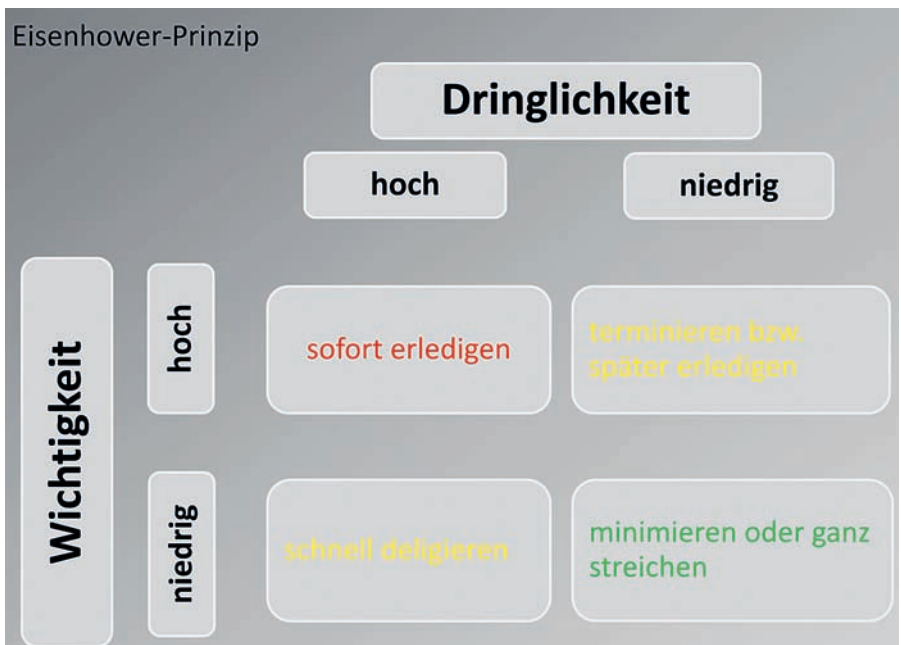 Eisenhower-Prinzip
Dringlichkeit
hoch
niedrig
Wichtigkeit
hoch
sofort erledigen
terminieren bzw.
später erledigen
niedrig
schnell deligieren
minimieren oder ganz
streichen